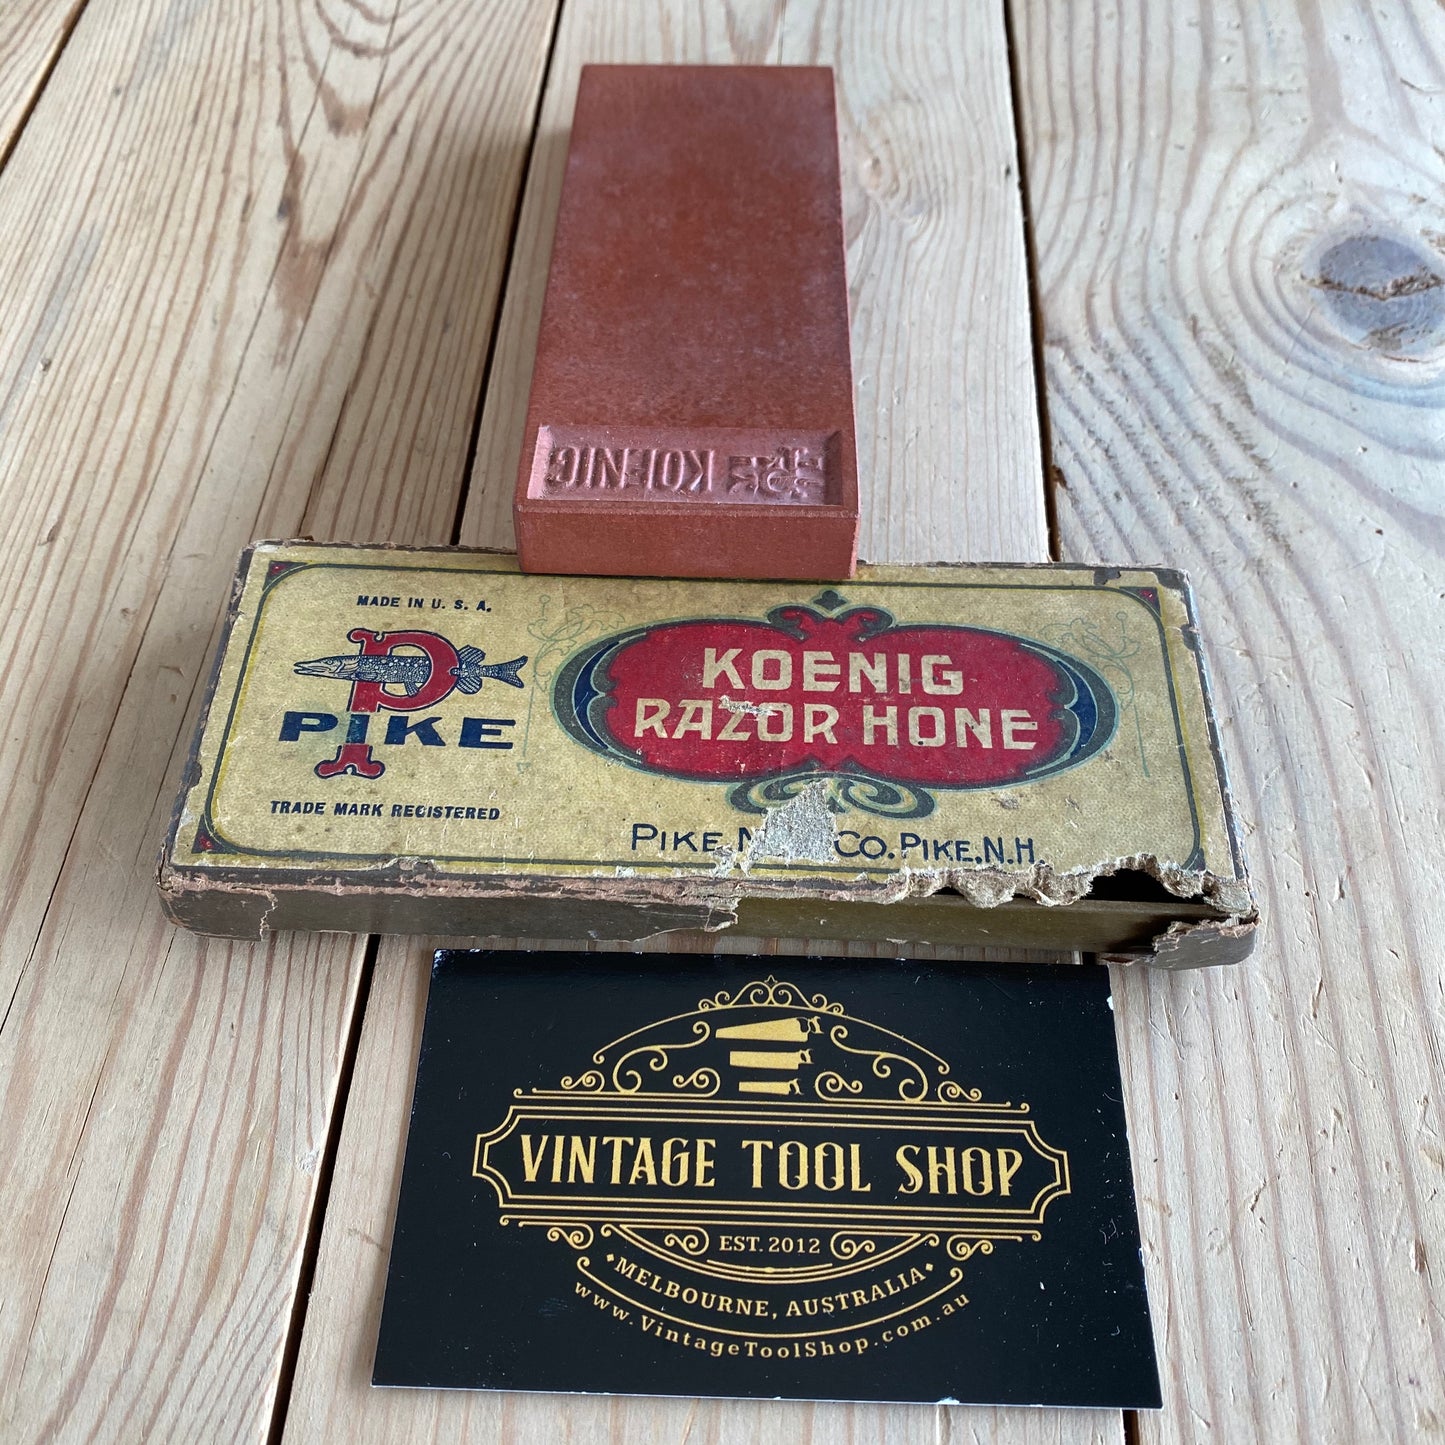 KOENIG
MADE IN U. S. A.
PIKE
TRADE MARK REGISTERED
KOENIG
RAZOR HONE
PIKE CO. PIKE, N.H.
VINTAGE TOOL SHOP
EST. 2012
• MELBOURNE, AUSTRALIA •
www.VintageToolShop.com.au